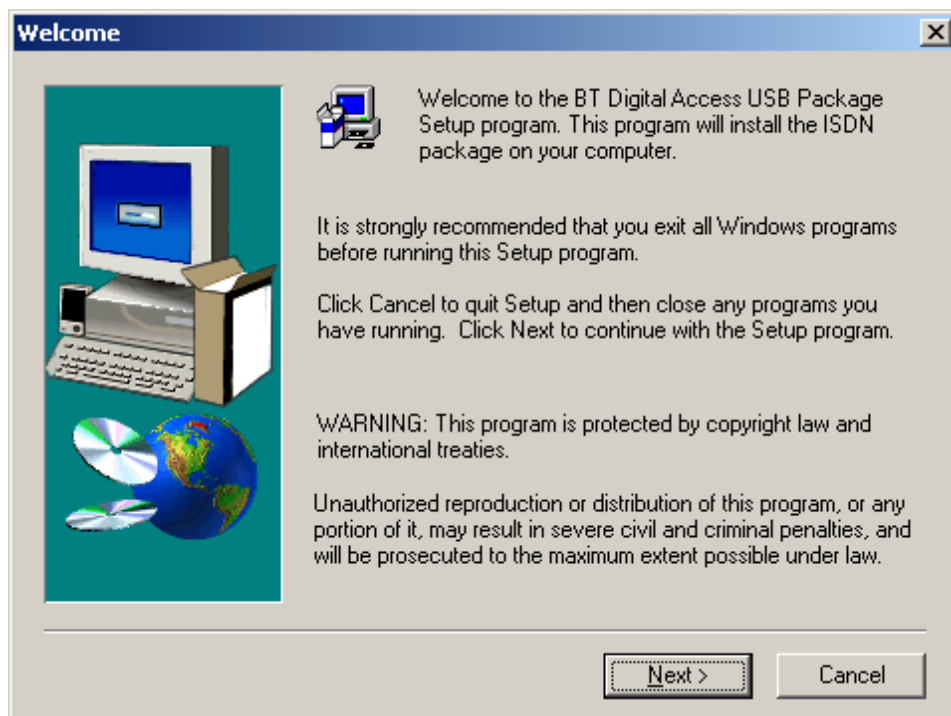 Welcome
Welcome to the BT Digital Access USB Package
Setup program. This program will install the ISDN
package on your computer.
It is strongly recommended that you exit all Windows programs
before running this Setup program.
Click Cancel to quit Setup and then close any programs you
have running.  Click Next to continue with the Setup program.
WARNING: This program is protected by copyright law and
international treaties.
Unauthorized reproduction or distribution of this program, or any
portion of it, may result in severe civil and criminal penalties, and
will be prosecuted to the maximum extent possible under law.
Next >
Cancel